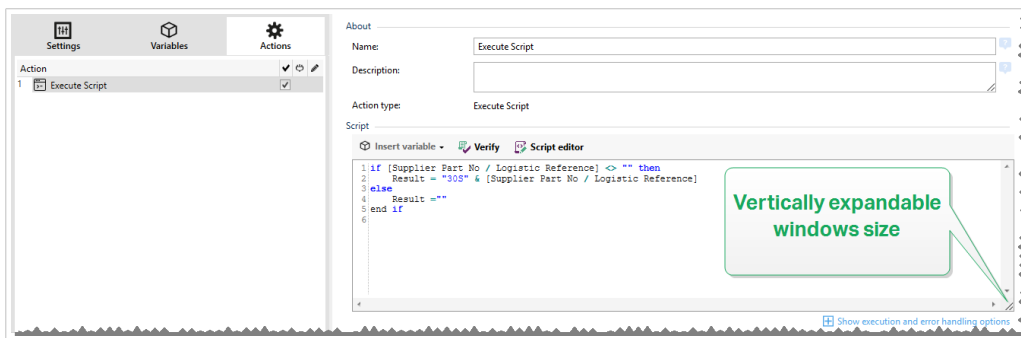 Settings
Variables
Actions
Action
1 Execute Script
About
Name: Execute Script
Description:
Action type: Execute Script
Script
Insert variable Verify Script editor
1 if [Supplier Part No / Logistic Reference] <> "" then
2 Result = "30S" & [Supplier Part No / Logistic Reference]
3 else
4 Result =""
5 end if
6
Vertically expandable
windows size
Show execution and error handling options